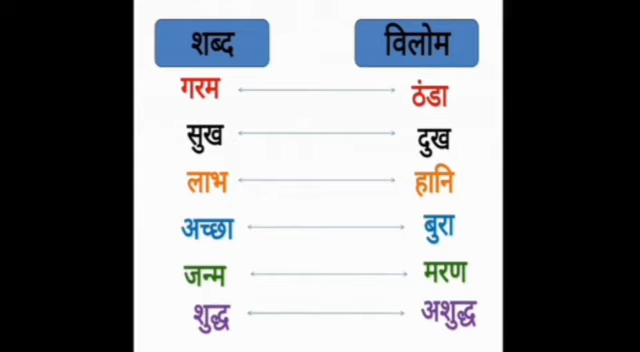 शब्द विलोम
गरम ठंडा
सुख दुख
लाभ हानि
अच्छा बुरा
जन्म मरण
शुद्ध अशुद्ध